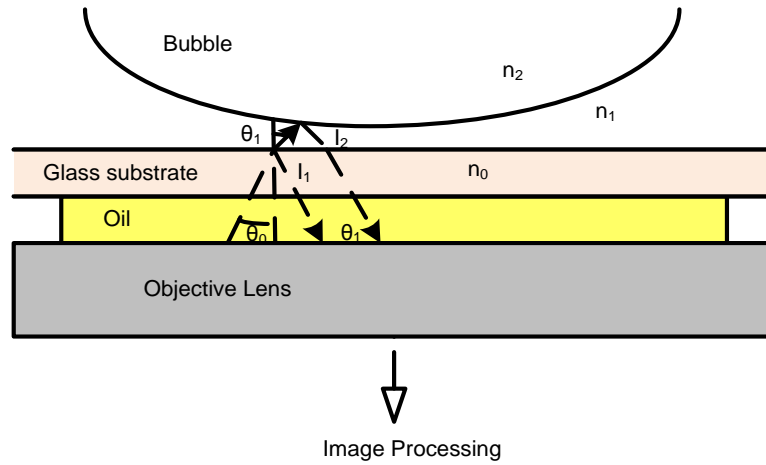 Bubble
n2
n1
θ1
I2
Glass substrate
I1
n0
Oil
θ0
θ1
Objective Lens
Image Processing